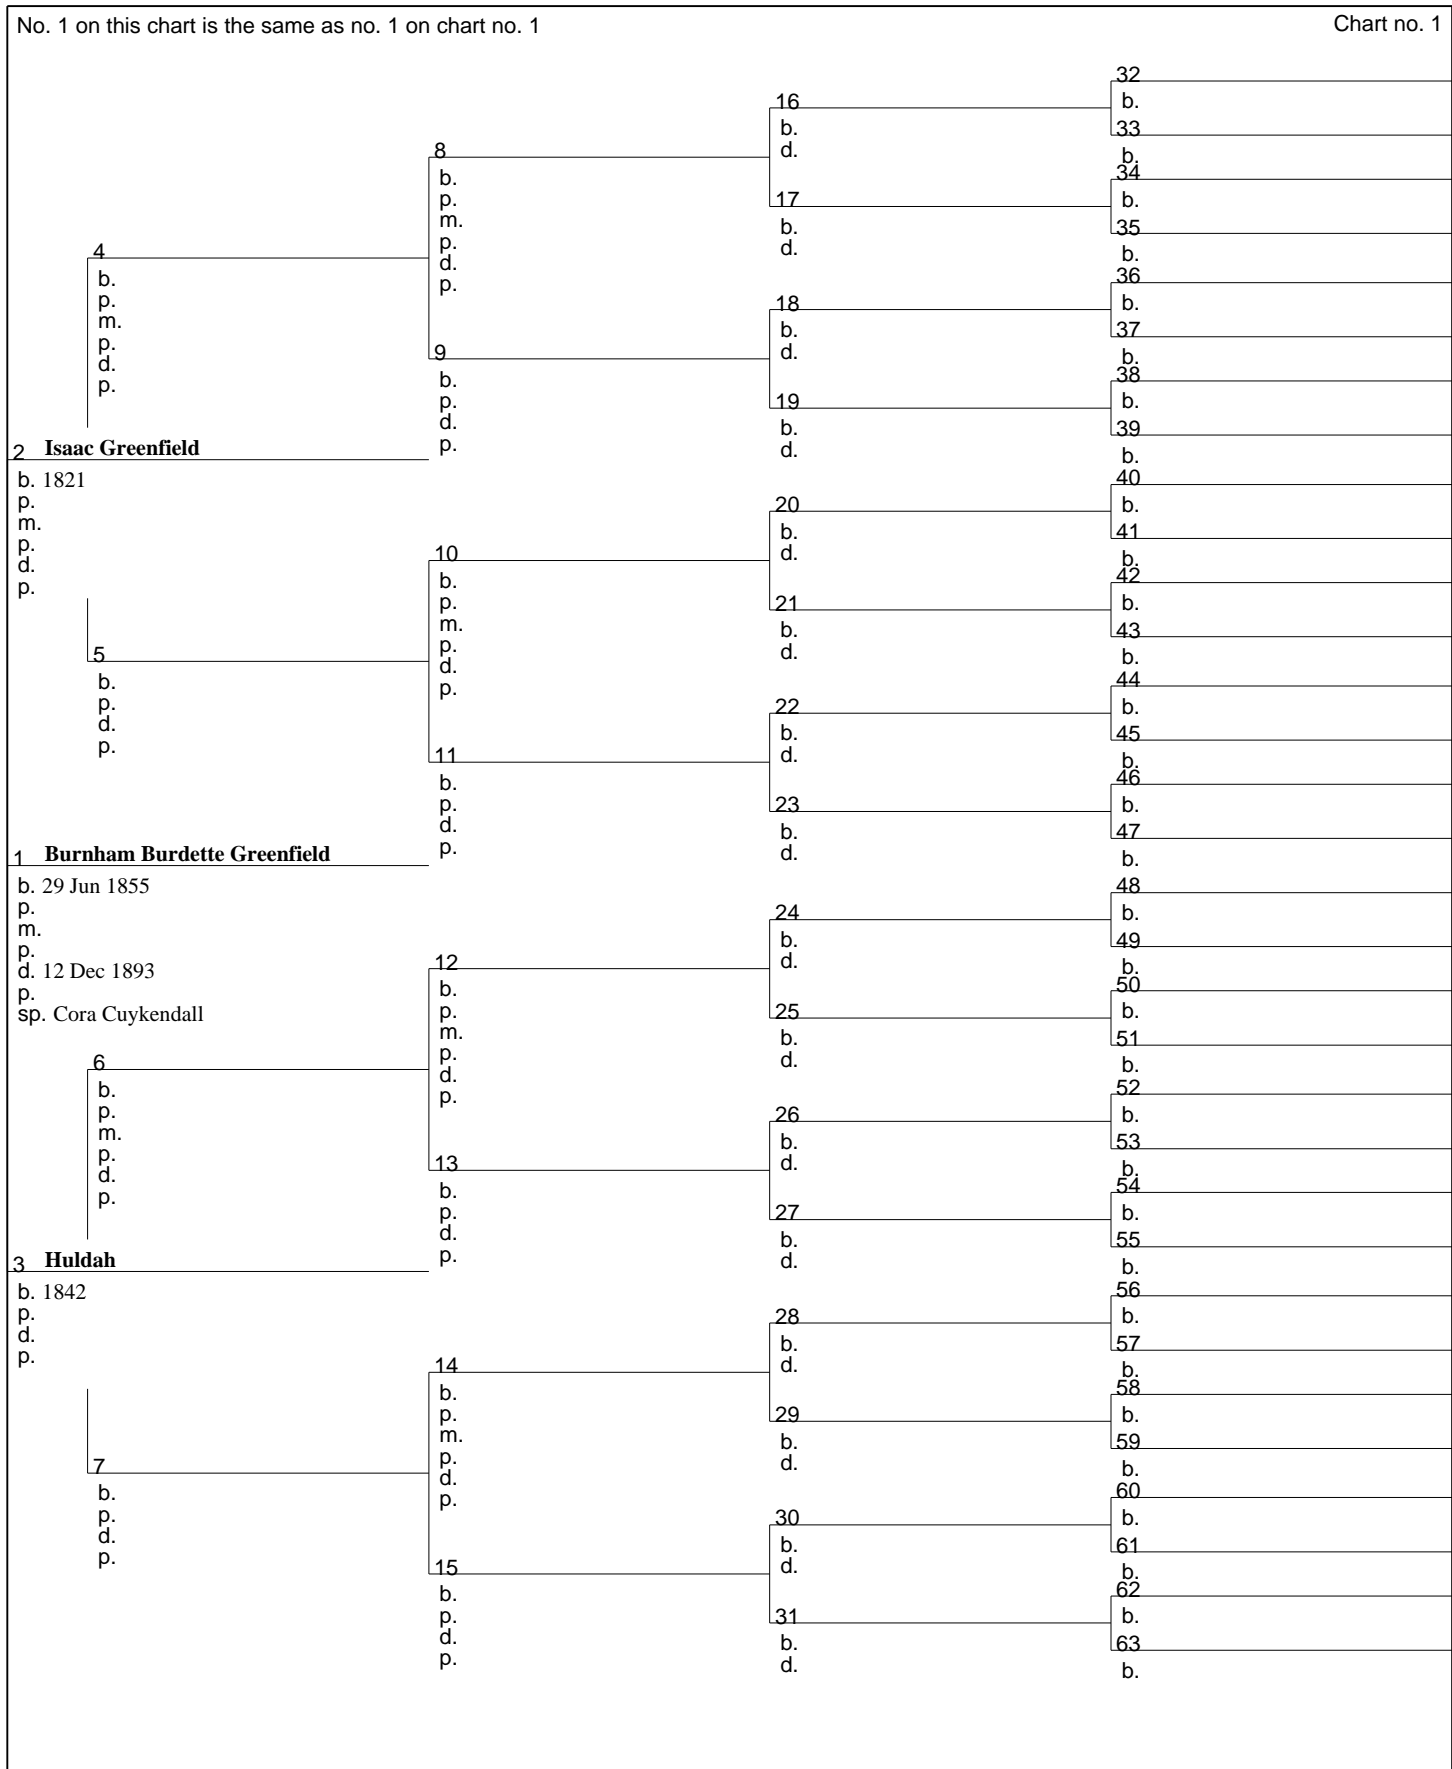 No. 1 on this chart is the same as no. 1 on chart no. 1
Chart no. 1
2 Isaac Greenfield
b. 1821
p.
m.
p.
d.
p.
1 Burnham Burdette Greenfield
b. 29 Jun 1855
p.
m.
p.
d. 12 Dec 1893
p.
sp. Cora Cuykendall
3 Huldah
b. 1842
p.
d.
p.
4
b.
p.
m.
p.
d.
p.
5
b.
p.
d.
p.
6
b.
p.
m.
p.
d.
p.
7
b.
p.
d.
p.
8
b.
p.
m.
p.
d.
p.
9
b.
p.
d.
p.
10
b.
p.
m.
p.
d.
p.
11
b.
p.
d.
p.
12
b.
p.
m.
p.
d.
p.
13
b.
p.
d.
p.
14
b.
p.
m.
p.
d.
p.
15
b.
p.
d.
p.
16
b.
d.
17
b.
d.
18
b.
d.
19
b.
d.
20
b.
d.
21
b.
d.
22
b.
d.
23
b.
d.
24
b.
d.
25
b.
d.
26
b.
d.
27
b.
d.
28
b.
d.
29
b.
d.
30
b.
d.
31
b.
d.
32
b.
33
b.
34
b.
35
b.
36
b.
37
b.
38
b.
39
b.
40
b.
41
b.
42
b.
43
b.
44
b.
45
b.
46
b.
47
b.
48
b.
49
b.
50
b.
51
b.
52
b.
53
b.
54
b.
55
b.
56
b.
57
b.
58
b.
59
b.
60
b.
61
b.
62
b.
63
b.